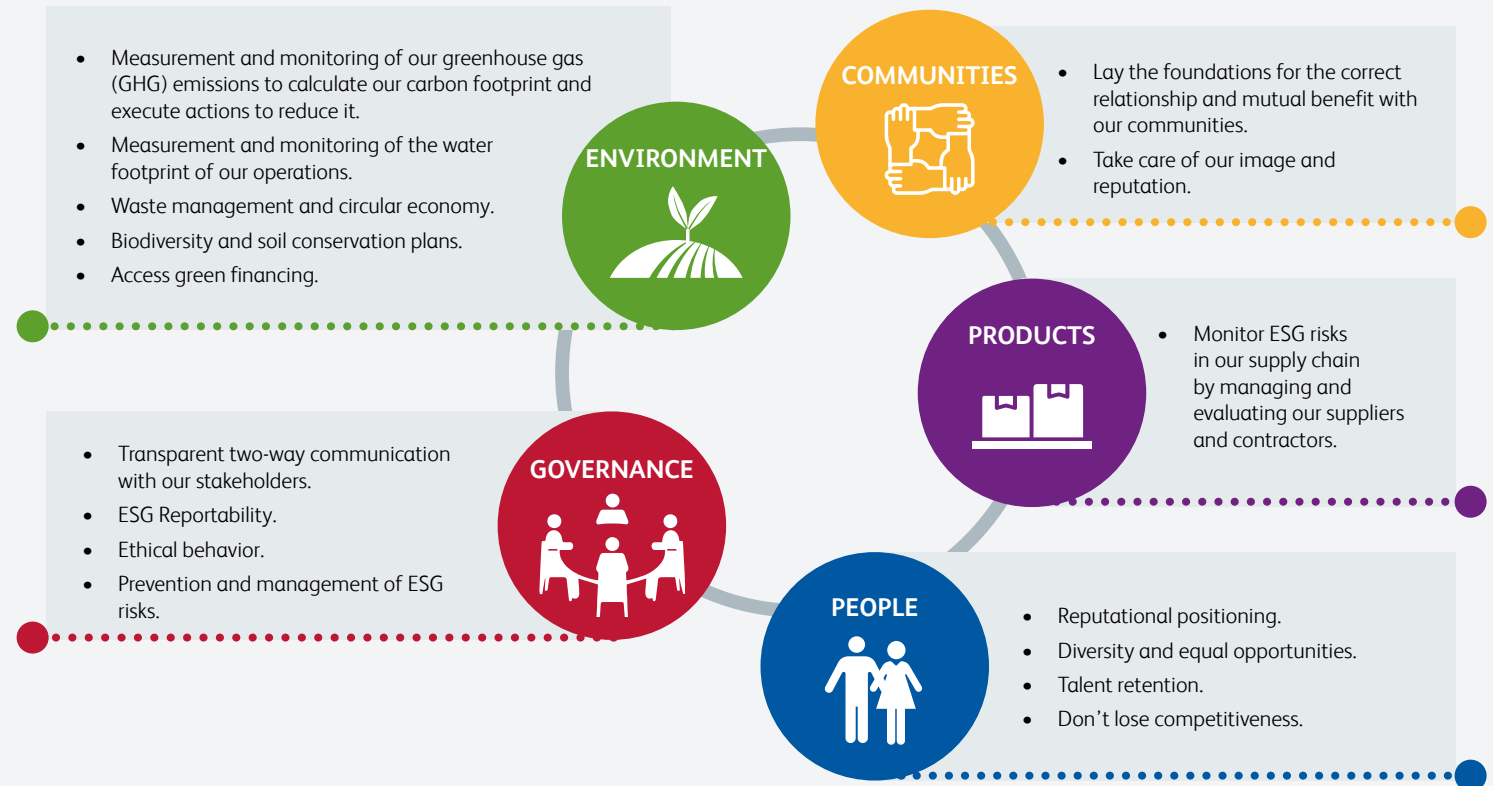 ENVIRONMENT
• Measurement and monitoring of our greenhouse gas
(GHG) emissions to calculate our carbon footprint and
execute actions to reduce it.
• Measurement and monitoring of the water
footprint of our operations.
• Waste management and circular economy.
• Biodiversity and soil conservation plans.
• Access green financing.
COMMUNITIES
• Lay the foundations for the correct
relationship and mutual benefit with
our communities.
• Take care of our image and
reputation.
PRODUCTS
• Monitor ESG risks
in our supply chain
by managing and
evaluating our suppliers
and contractors.
GOVERNANCE
• Transparent two-way communication
with our stakeholders.
• ESG Reportability.
• Ethical behavior.
• Prevention and management of ESG
risks.
PEOPLE
• Reputational positioning.
• Diversity and equal opportunities.
• Talent retention.
• Don’t lose competitiveness.